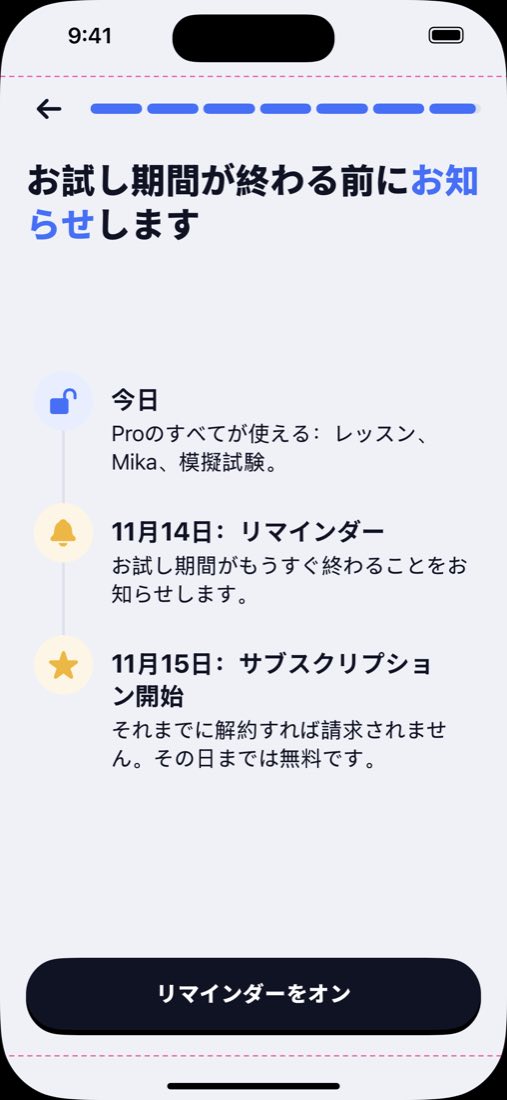 9:41
お試し期間が終わる前にお知
らせします
今日
Proのすべてが使える：レッスン、
Mika、模擬試験。
11月14日：リマインダー
お試し期間がもうすぐ終わることをお
知らせします。
11月15日：サブスクリプショ
ン開始
それまでに解約すれば請求されませ
ん。その日までは無料です。
リマインダーをオン